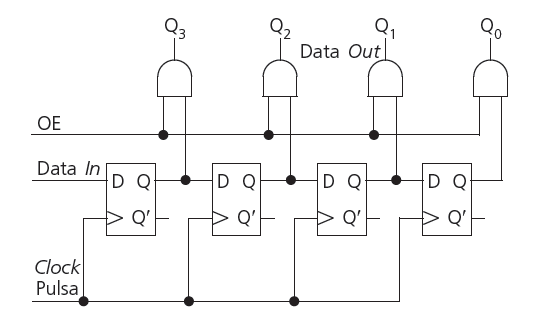 Q3 Q2 Q1 Q0
Data Out
OE
Data In
D Q D Q D Q D Q
Q' Q' Q' Q'
Clock
Pulsa